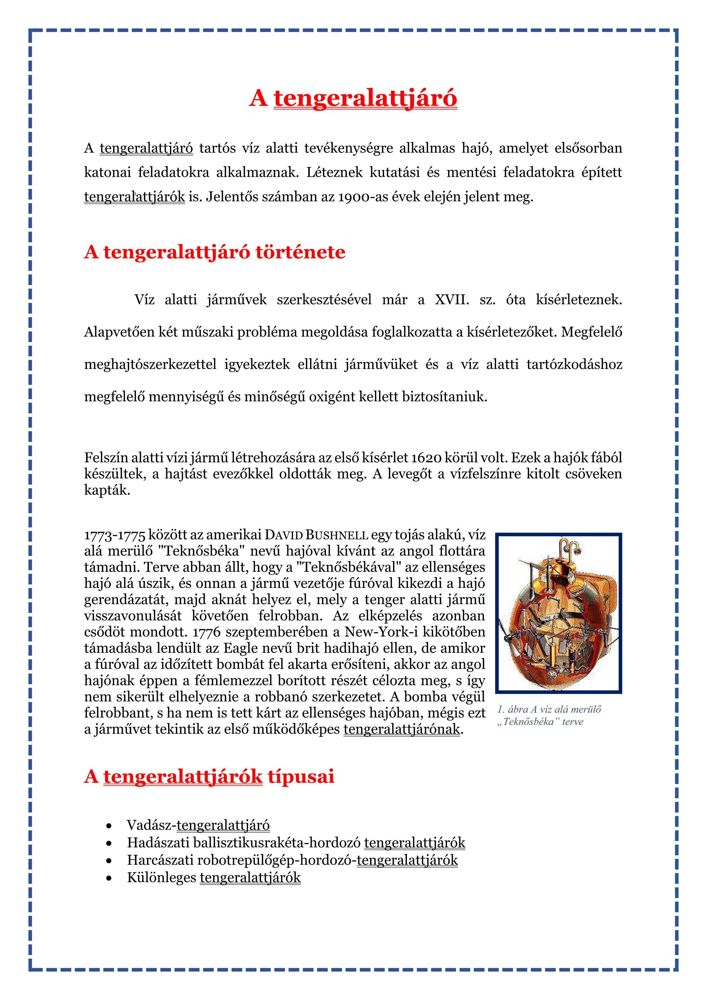 A tengeralattjáró
A tengeralattjáró tartós víz alatti tevékenységre alkalmas hajó, amelyet elsősorban
katonai feladatokra alkalmaznak. Léteznek kutatási és mentési feladatokra épített
tengeralattjárók is. Jelentős számban az 1900-as évek elején jelent meg.
A tengeralattjáró története
Víz alatti járművek szerkesztésével már a XVII. sz. óta kísérleteznek.
Alapvetően két műszaki probléma megoldása foglalkozatta a kísérletezőket. Megfelelő
meghajtószerkezettel igyekeztek ellátni járművüket és a víz alatti tartózkodáshoz
megfelelő mennyiségű és minőségű oxigént kellett biztosítaniuk.
Felszín alatti vízi jármű létrehozására az első kísérlet 1620 körül volt. Ezek a hajók fából
készültek, a hajtást evezőkkel oldották meg. A levegőt a vízfelszínre kitolt csöveken
kapták.
1773-1775 között az amerikai DAVID BUSHNELL egy tojás alakú, víz
alá merülő "Teknősbéka" nevű hajóval kívánt az angol flottára
támadni. Terve abban állt, hogy a "Teknősbékával" az ellenséges
hajó alá úszik, és onnan a jármű vezetője fúróval kikezdi a hajó
gerendázatát, majd aknát helyez el, mely a tenger alatti jármű
visszavonulását követően felrobban. Az elképzelés azonban
csődöt mondott. 1776 szeptemberében a New-York-i kikötőben
támadásba lendült az Eagle nevű brit hadihajó ellen, de amikor
a fúróval az időzített bombát fel akarta erősíteni, akkor az angol
hajónak éppen a fémlemezzel borított részét célozta meg, s így
nem sikerült elhelyeznie a robbanó szerkezetet. A bomba végül
felrobbant, s ha nem is tett kárt az ellenséges hajóban, mégis ezt
a járművet tekintik az első működőképes tengeralattjárónak.
1. ábra A víz alá merülő
„Teknősbéka” terve
A tengeralattjárók típusai
• Vadász-tengeralattjáró
• Hadászati ballisztikusrakéta-hordozó tengeralattjárók
• Harcászati robotrepülőgép-hordozó-tengeralattjárók
• Különleges tengeralattjárók